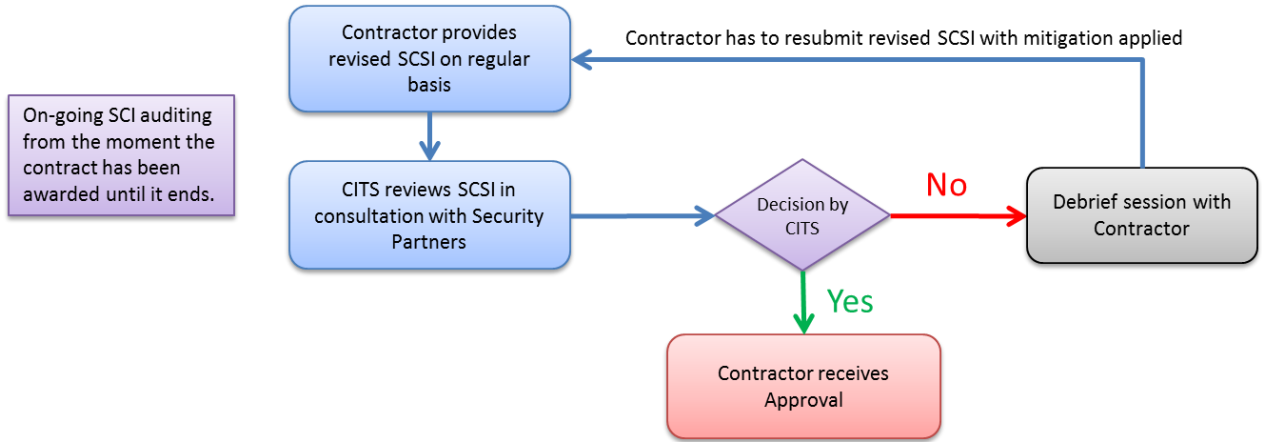 Contractor provides
revised SCSI on regular
basis
Contractor has to resubmit revised SCSI with mitigation applied
On-going SCI auditing
from the moment the
contract has been
awarded until it ends.
CITS reviews SCSI in
consultation with Security
Partners
Decision by
CITS
No
Debrief session with
Contractor
Yes
Contractor receives
Approval